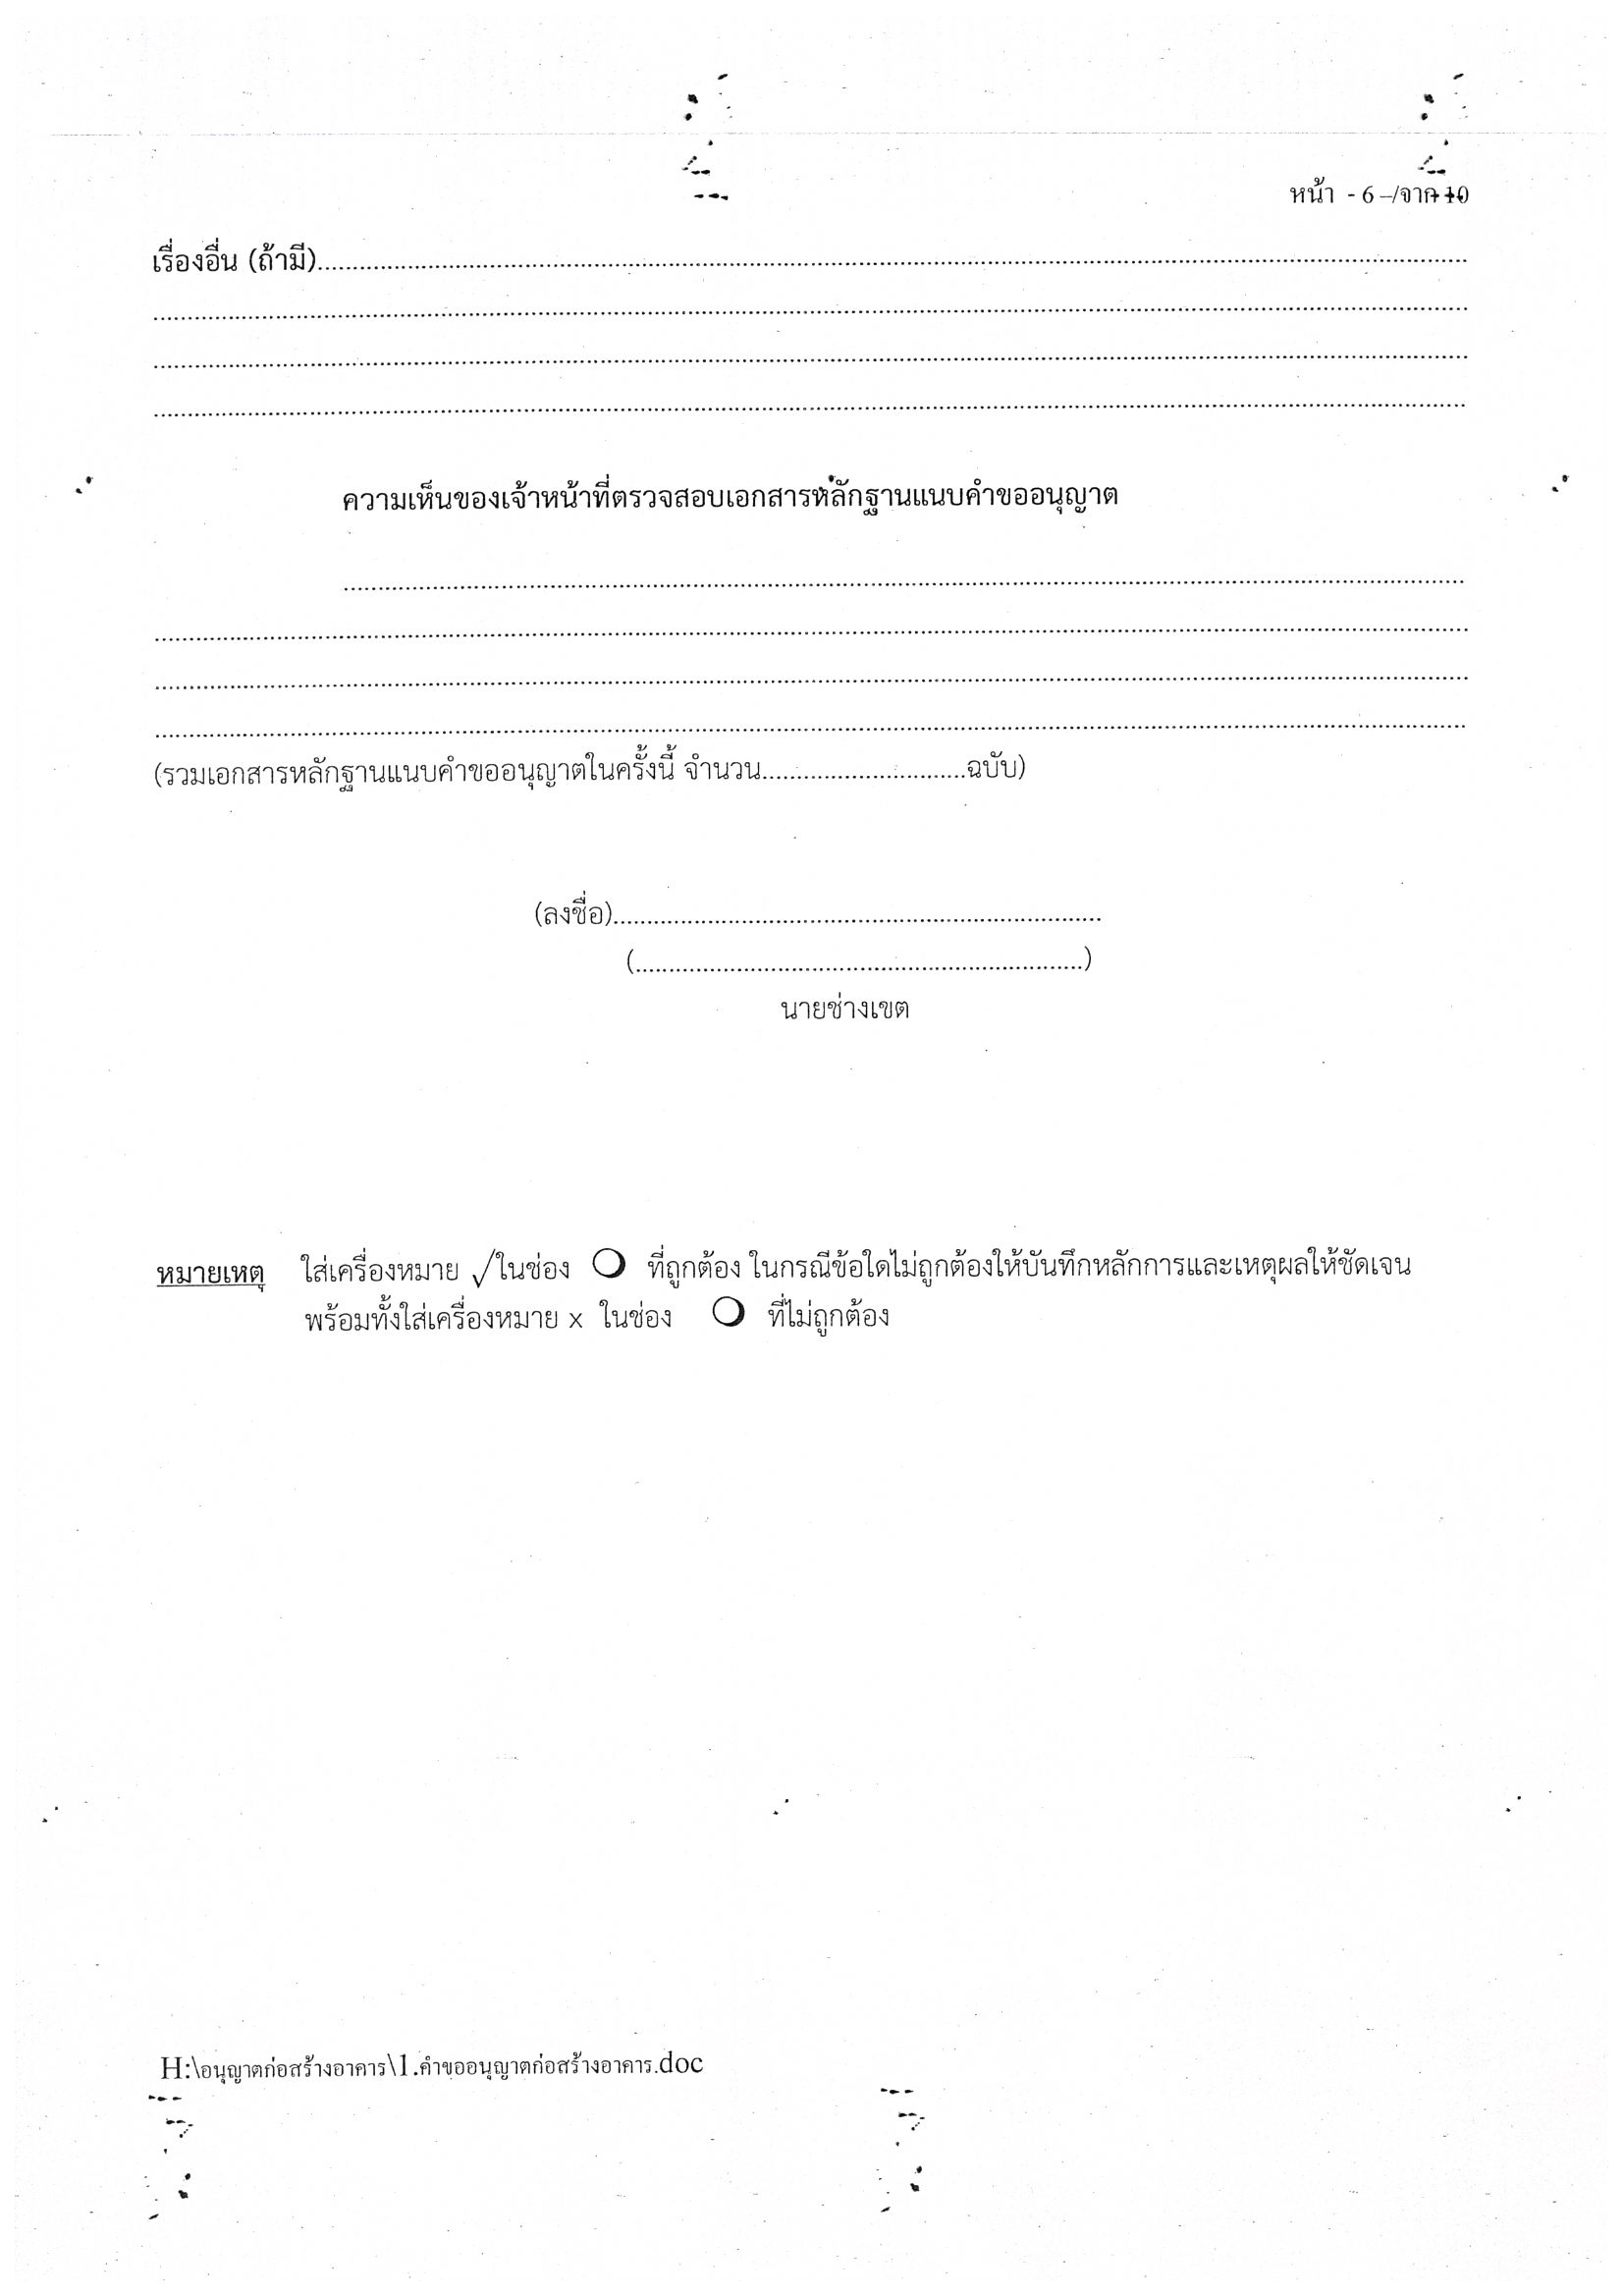 หน้า - 6 –/จาก 10
เรื่องอื่น (ถ้ามี)..........................................................................................
..........................................................................................
..........................................................................................
..........................................................................................
ความเห็นของเจ้าหน้าที่ตรวจสอบเอกสารหลักฐานแนบคำขออนุญาต
..........................................................................................
..........................................................................................
..........................................................................................
..........................................................................................
(รวมเอกสารหลักฐานแนบคำขออนุญาตในครั้งนี้ จำนวน..............................ฉบับ)
(ลงชื่อ)......................................................................
(..................................................................)
นายช่างเขต
หมายเหตุ ใส่เครื่องหมาย √ในช่อง ○ ที่ถูกต้อง ในกรณีข้อใดไม่ถูกต้องให้บันทึกหลักการและเหตุผลให้ชัดเจน
พร้อมทั้งใส่เครื่องหมาย x ในช่อง ○ ที่ไม่ถูกต้อง
H:\อนุญาตก่อสร้างอาคาร\1.คำขออนุญาตก่อสร้างอาคาร.doc